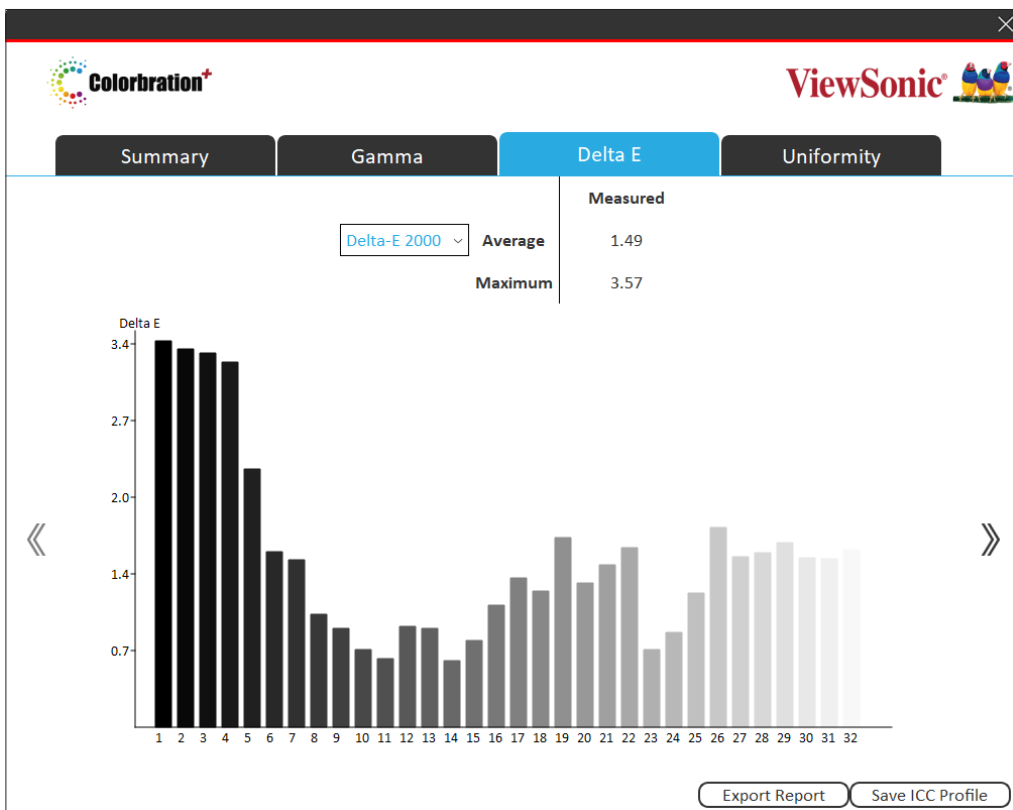 Colorbration+
ViewSonic®
Summary Gamma Delta E Uniformity
Measured
Delta-E 2000 Average 1.49
Maximum 3.57
Delta E
3.4
2.7
2.0
1.4
0.7
1 2 3 4 5 6 7 8 9 10 11 12 13 14 15 16 17 18 19 20 21 22 23 24 25 26 27 28 29 30 31 32
Export Report Save ICC Profile